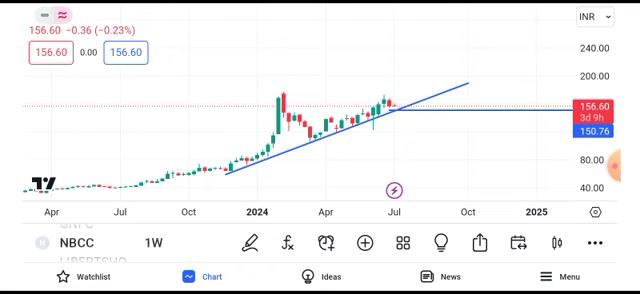 INR
156.60 −0.36 (−0.23%)
156.60 0.00 156.60
240.00
200.00
156.60
3d 9h
150.76
80.00
40.00
Apr Jul Oct 2024 Apr Jul Oct 2025
NBCC 1W
Watchlist Chart Ideas News Menu